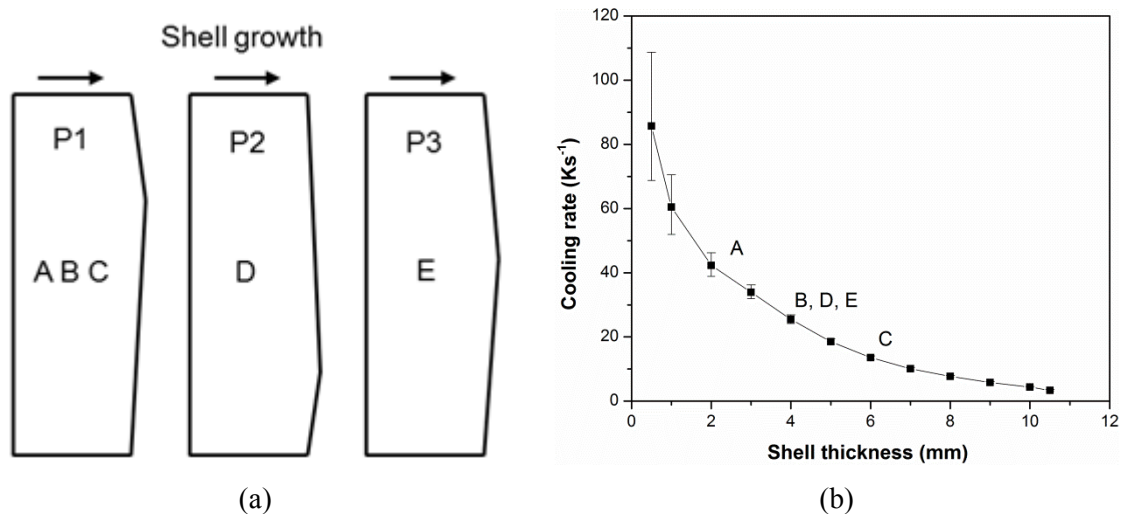 Shell growth
P1 P2 P3
A B C D E
(a)
Cooling rate (Ks⁻¹)
120
100
80
60
40
20
0
A
B, D, E
C
0 2 4 6 8 10 12
Shell thickness (mm)
(b)